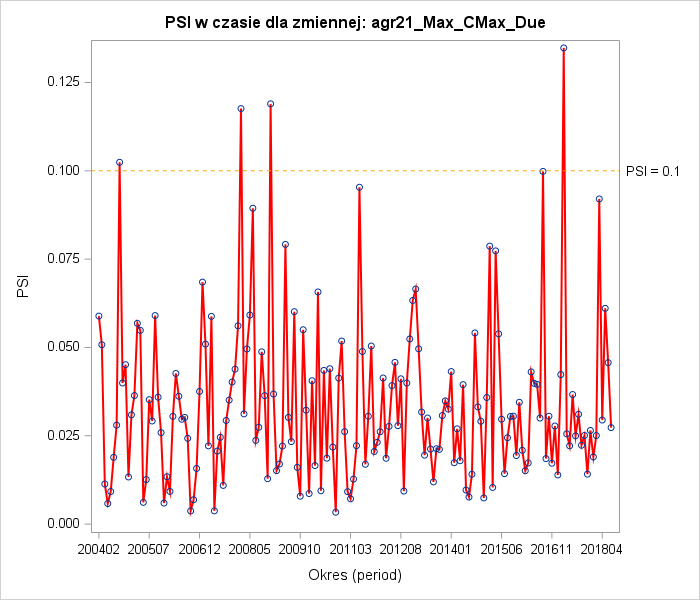 PSI w czasie dla zmiennej: agr21_Max_CMax_Due
PSI
0.125
0.100
0.075
0.050
0.025
0.000
PSI = 0.1
200402 200507 200612 200805 200910 201103 201208 201401 201506 201611 201804
Okres (period)